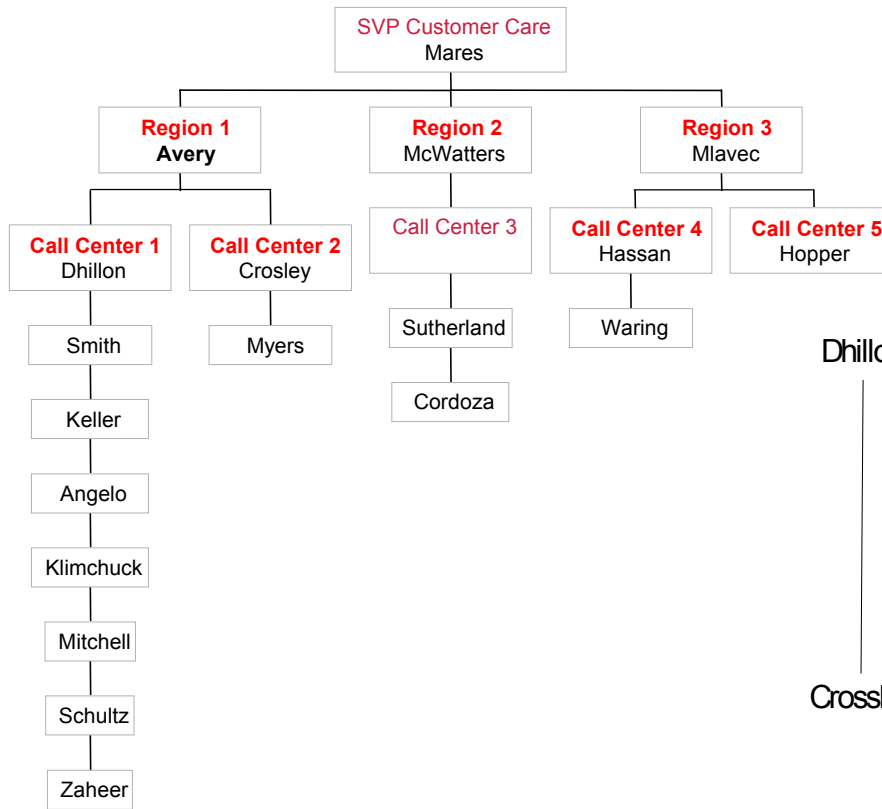 SVP Customer Care
Mares
Region 1
Avery
Region 2
McWatters
Region 3
Mlavec
Call Center 1
Dhillon
Call Center 2
Crosley
Call Center 3
Call Center 4
Hassan
Call Center 5
Hopper
Smith
Myers
Sutherland
Waring
Dhillo
Keller
Cordoza
Angelo
Klimchuck
Mitchell
Crossl
Schultz
Zaheer